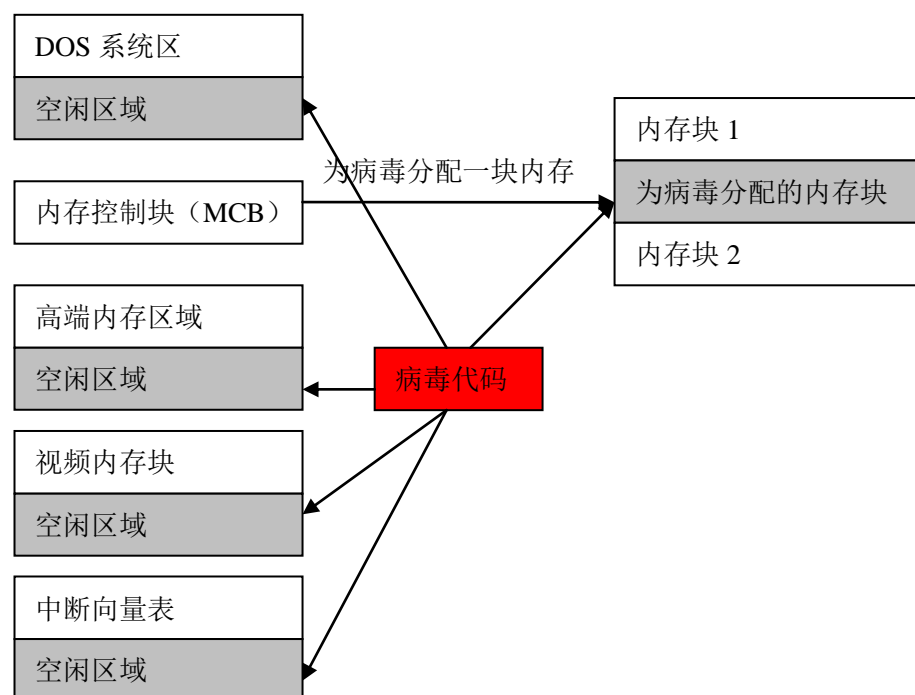 DOS 系统区
空闲区域
内存控制块（MCB）
为病毒分配一块内存
内存块 1
为病毒分配的内存块
内存块 2
高端内存区域
空闲区域
病毒代码
视频内存块
空闲区域
中断向量表
空闲区域